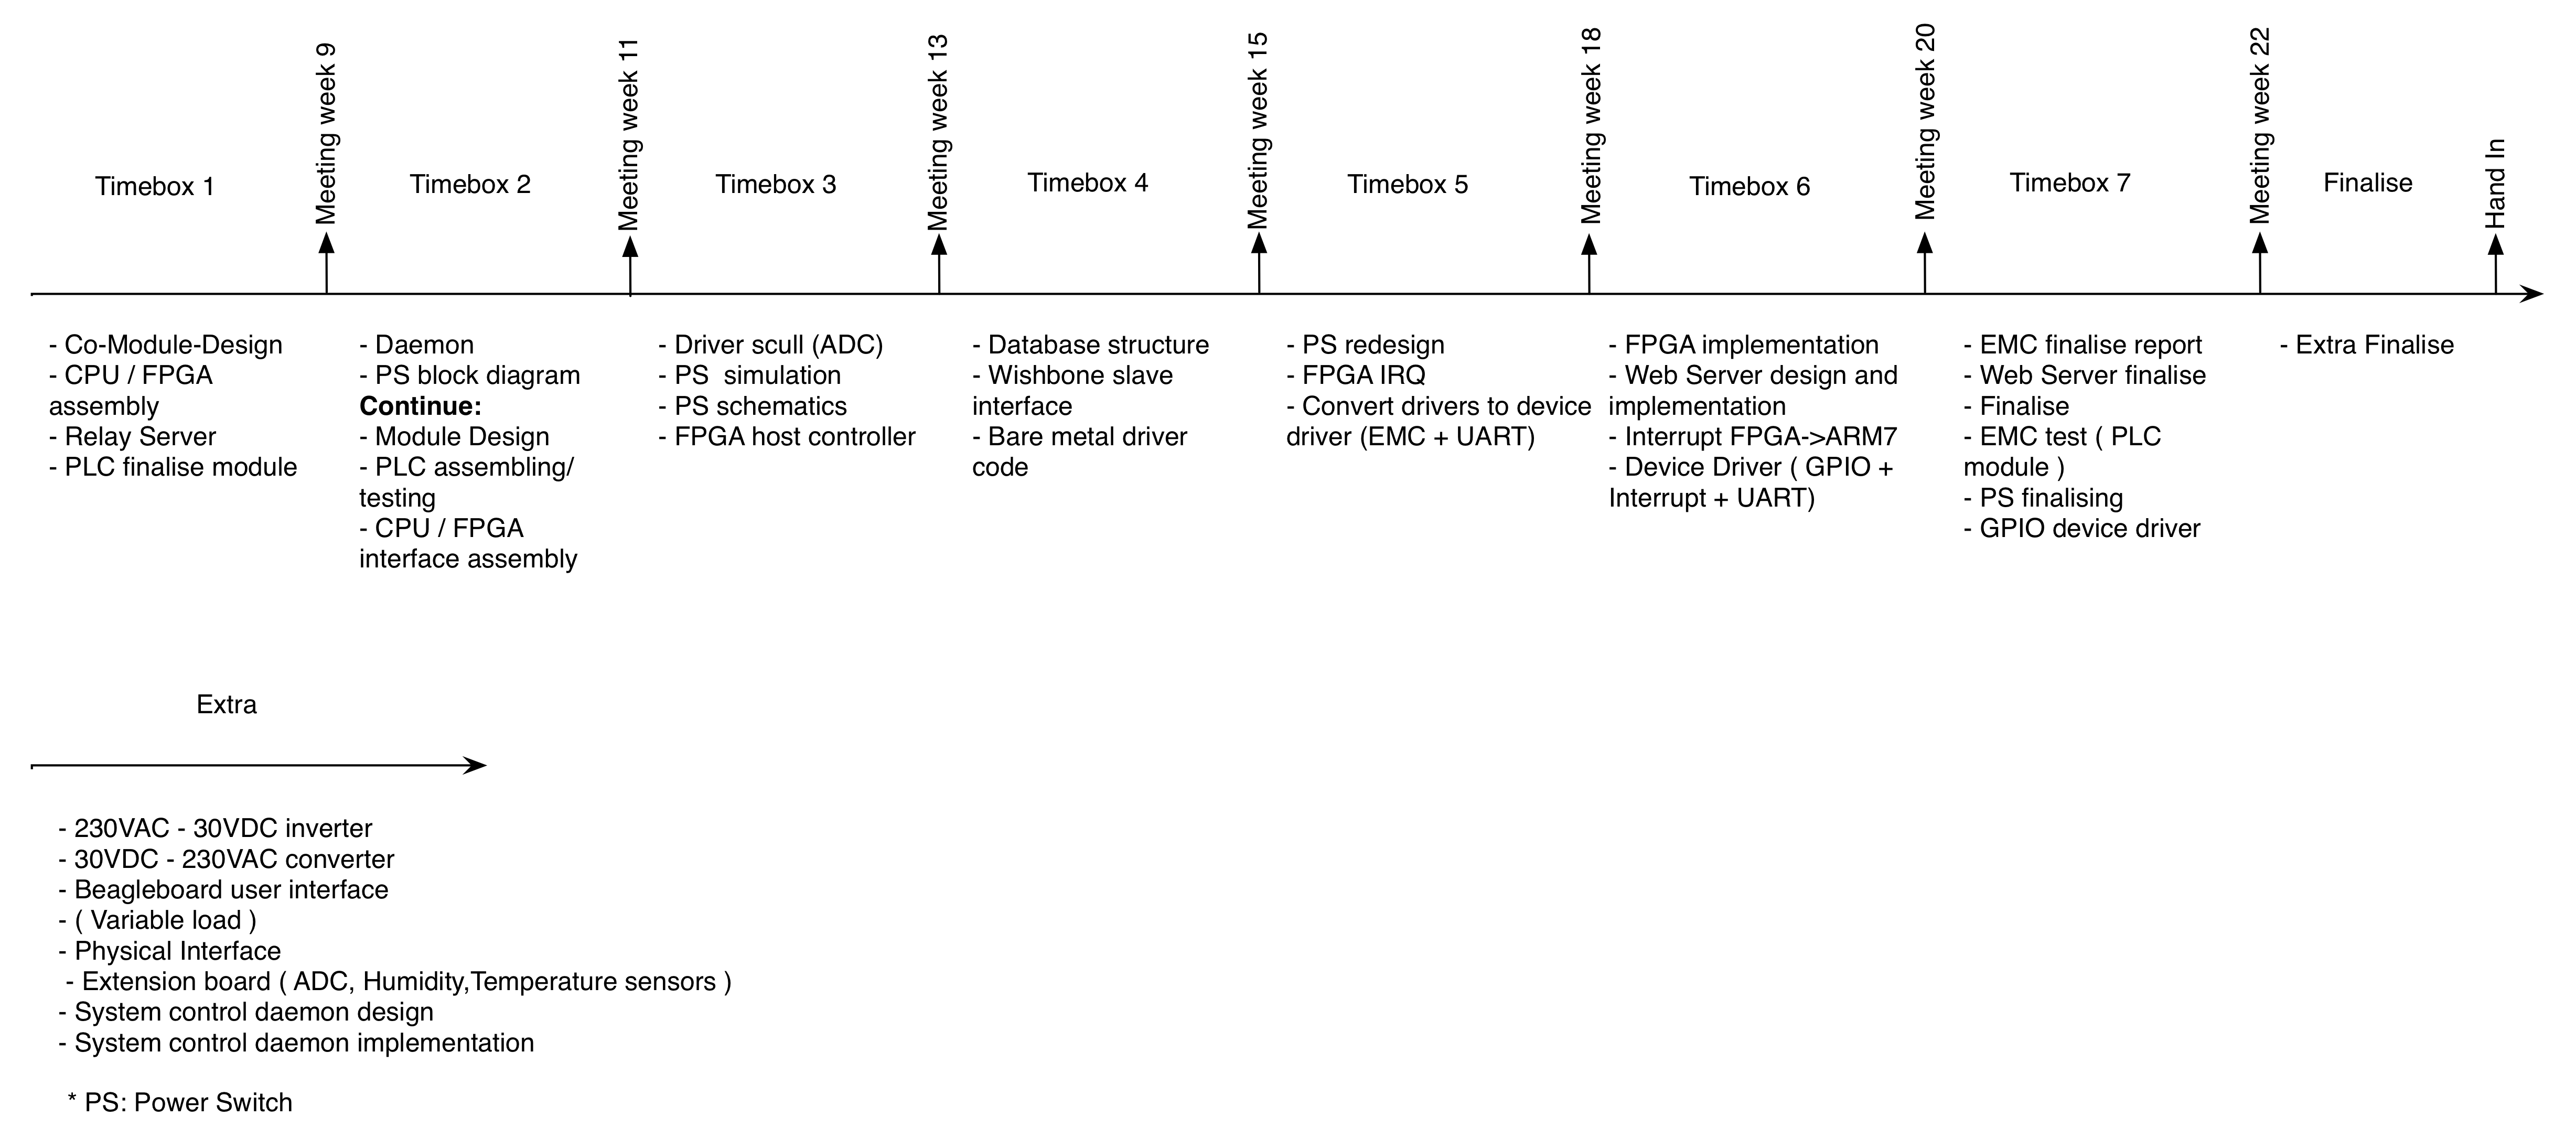 Meeting week 9
Meeting week 11
Meeting week 13
Meeting week 15
Meeting week 18
Meeting week 20
Meeting week 22
Hand In
Timebox 1
Timebox 2
Timebox 3
Timebox 4
Timebox 5
Timebox 6
Timebox 7
Finalise
- Co-Module-Design
- CPU / FPGA
assembly
- Relay Server
- PLC finalise module
- Daemon
- PS block diagram
Continue:
- Module Design
- PLC assembling/
testing
- CPU / FPGA
interface assembly
- Driver scull (ADC)
- PS  simulation
- PS schematics
- FPGA host controller
- Database structure
- Wishbone slave
interface
- Bare metal driver
code
- PS redesign
- FPGA IRQ
- Convert drivers to device
driver (EMC + UART)
- FPGA implementation
- Web Server design and
implementation
- Interrupt FPGA->ARM7
- Device Driver ( GPIO +
Interrupt + UART)
- EMC finalise report
- Web Server finalise
- Finalise
- EMC test ( PLC
module )
- PS finalising
- GPIO device driver
- Extra Finalise
Extra
- 230VAC - 30VDC inverter
- 30VDC - 230VAC converter
- Beagleboard user interface
- ( Variable load )
- Physical Interface
- Extension board ( ADC, Humidity,Temperature sensors )
- System control daemon design
- System control daemon implementation
* PS: Power Switch